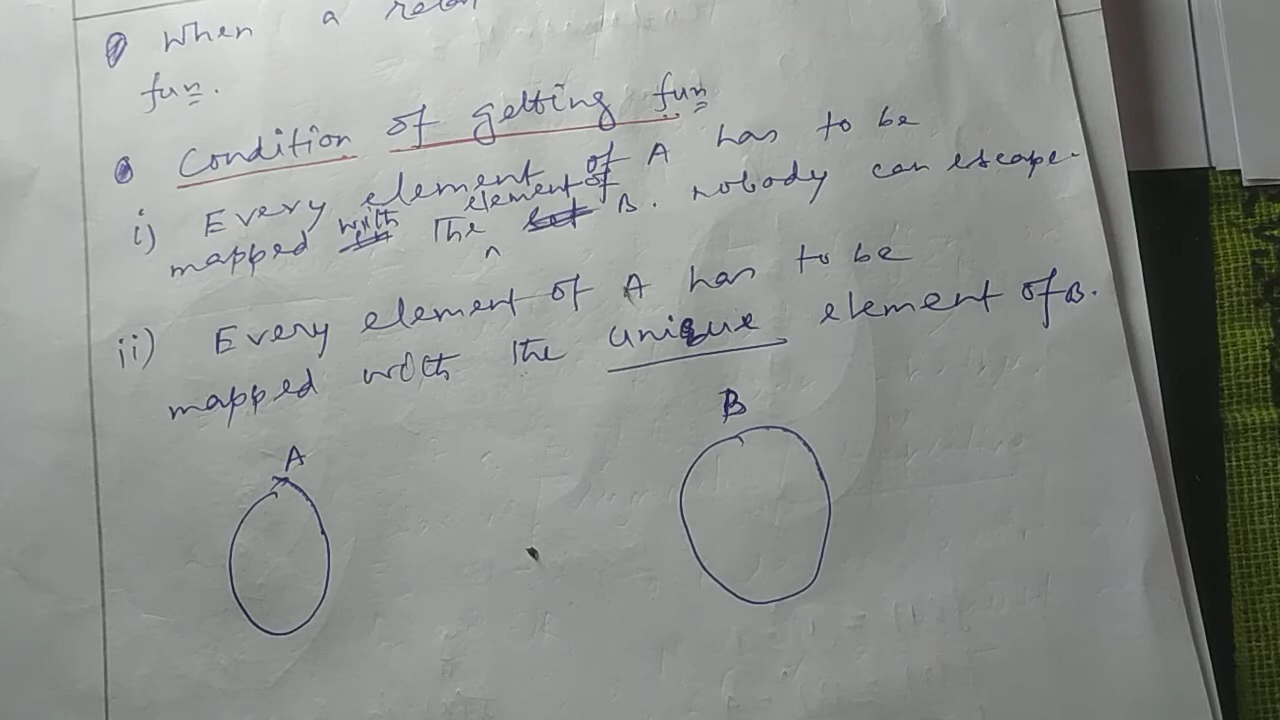 When a
fun.
Condition of getting fun
i) Every element of A has to be
mapped with the element of B. nobody can escape.
ii) Every element of A has to be
mapped with the unique element of B.
A
B